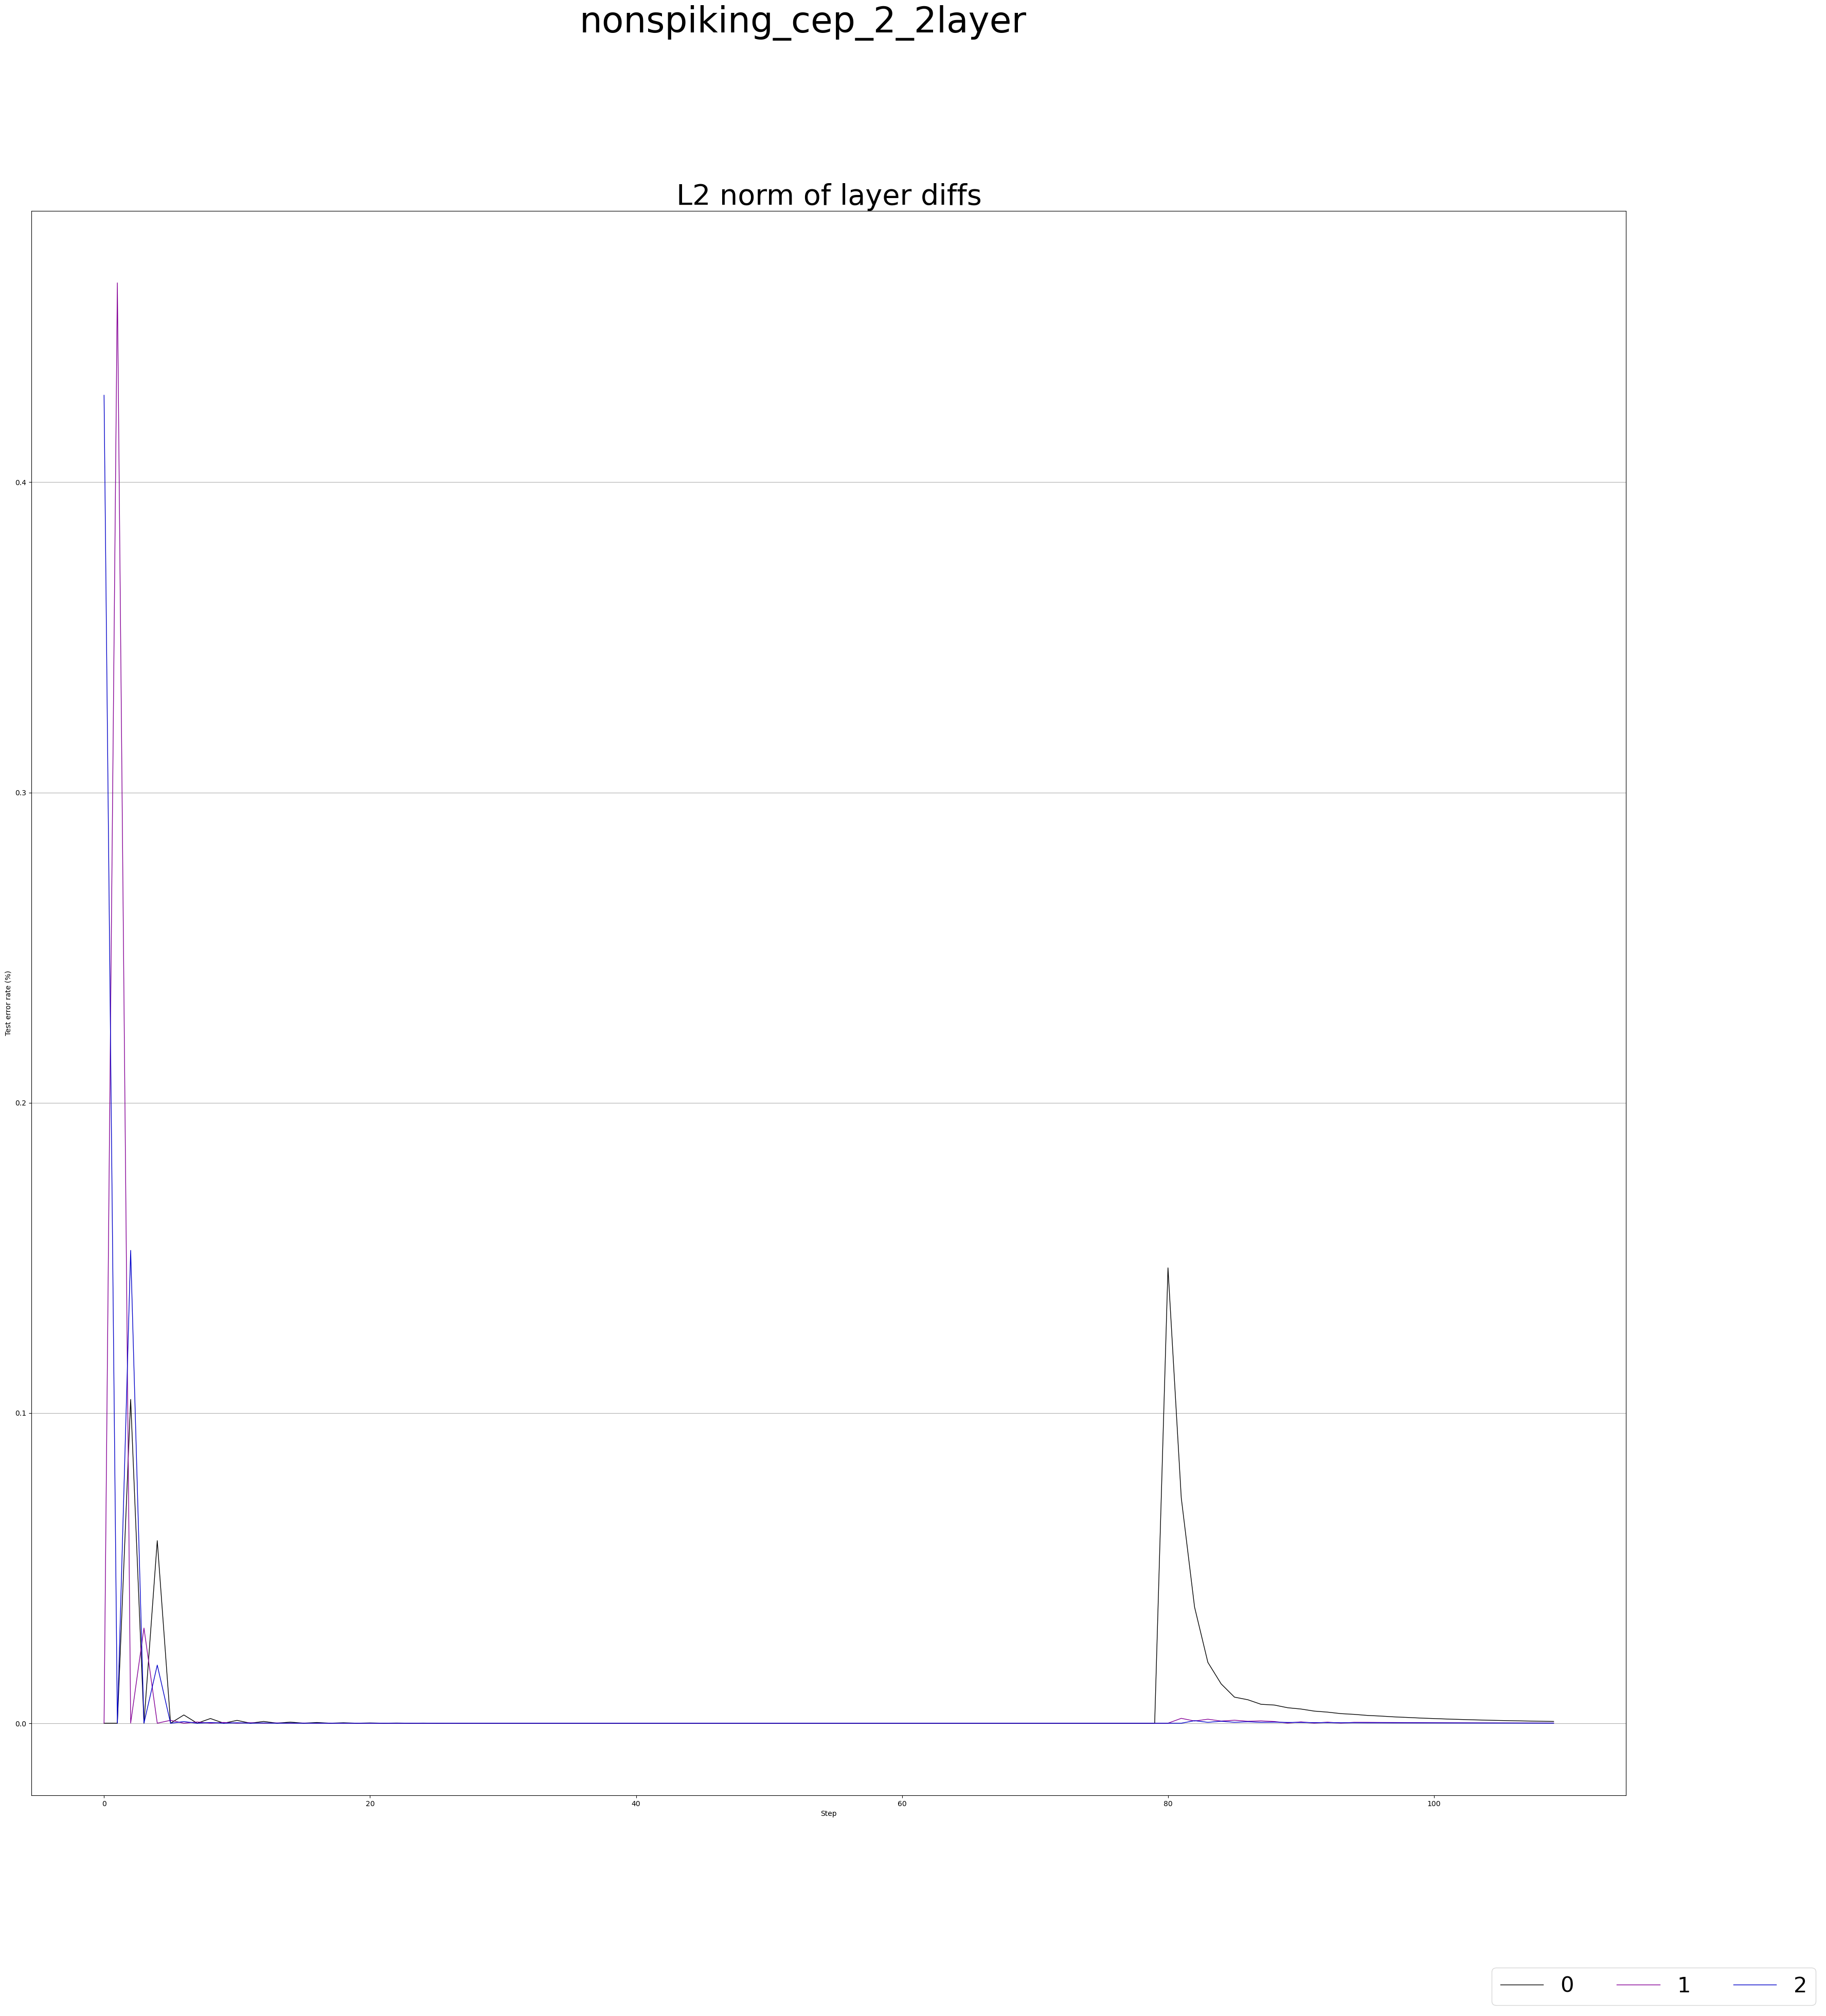 nonspiking_cep_2_2layer
L2 norm of layer diffs
Test error rate (%)
0.4
0.3
0.2
0.1
0.0
0 20 40 60 80 100
Step
0 1 2